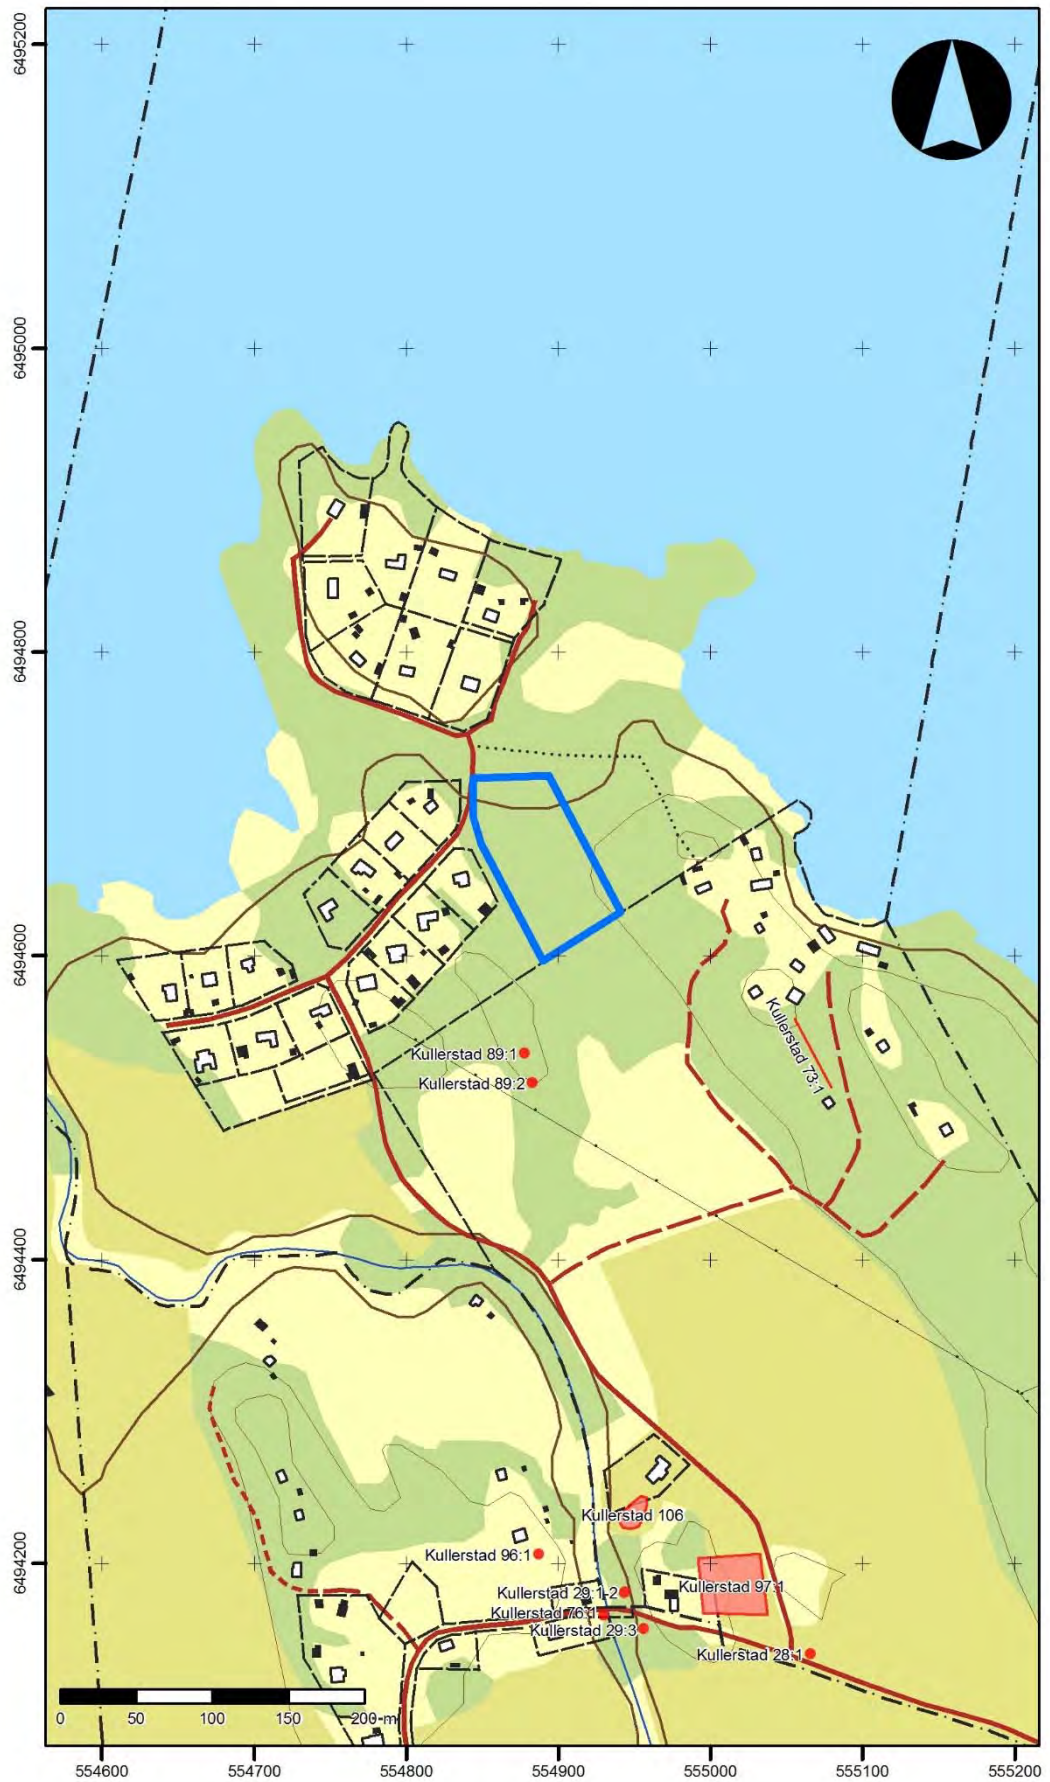 6495200
6495000
6494800
6494600
6494400
6494200
Kullerstad 89:1
Kullerstad 89:2
Kullerstad 73:1
Kullerstad 106
Kullerstad 96:1
Kullerstad 97:1
Kullerstad 29:1-2
Kullerstad 76:1
Kullerstad 29:3
Kullerstad 28:1
0 50 100 150 200 m
554600 554700 554800 554900 555000 555100 555200